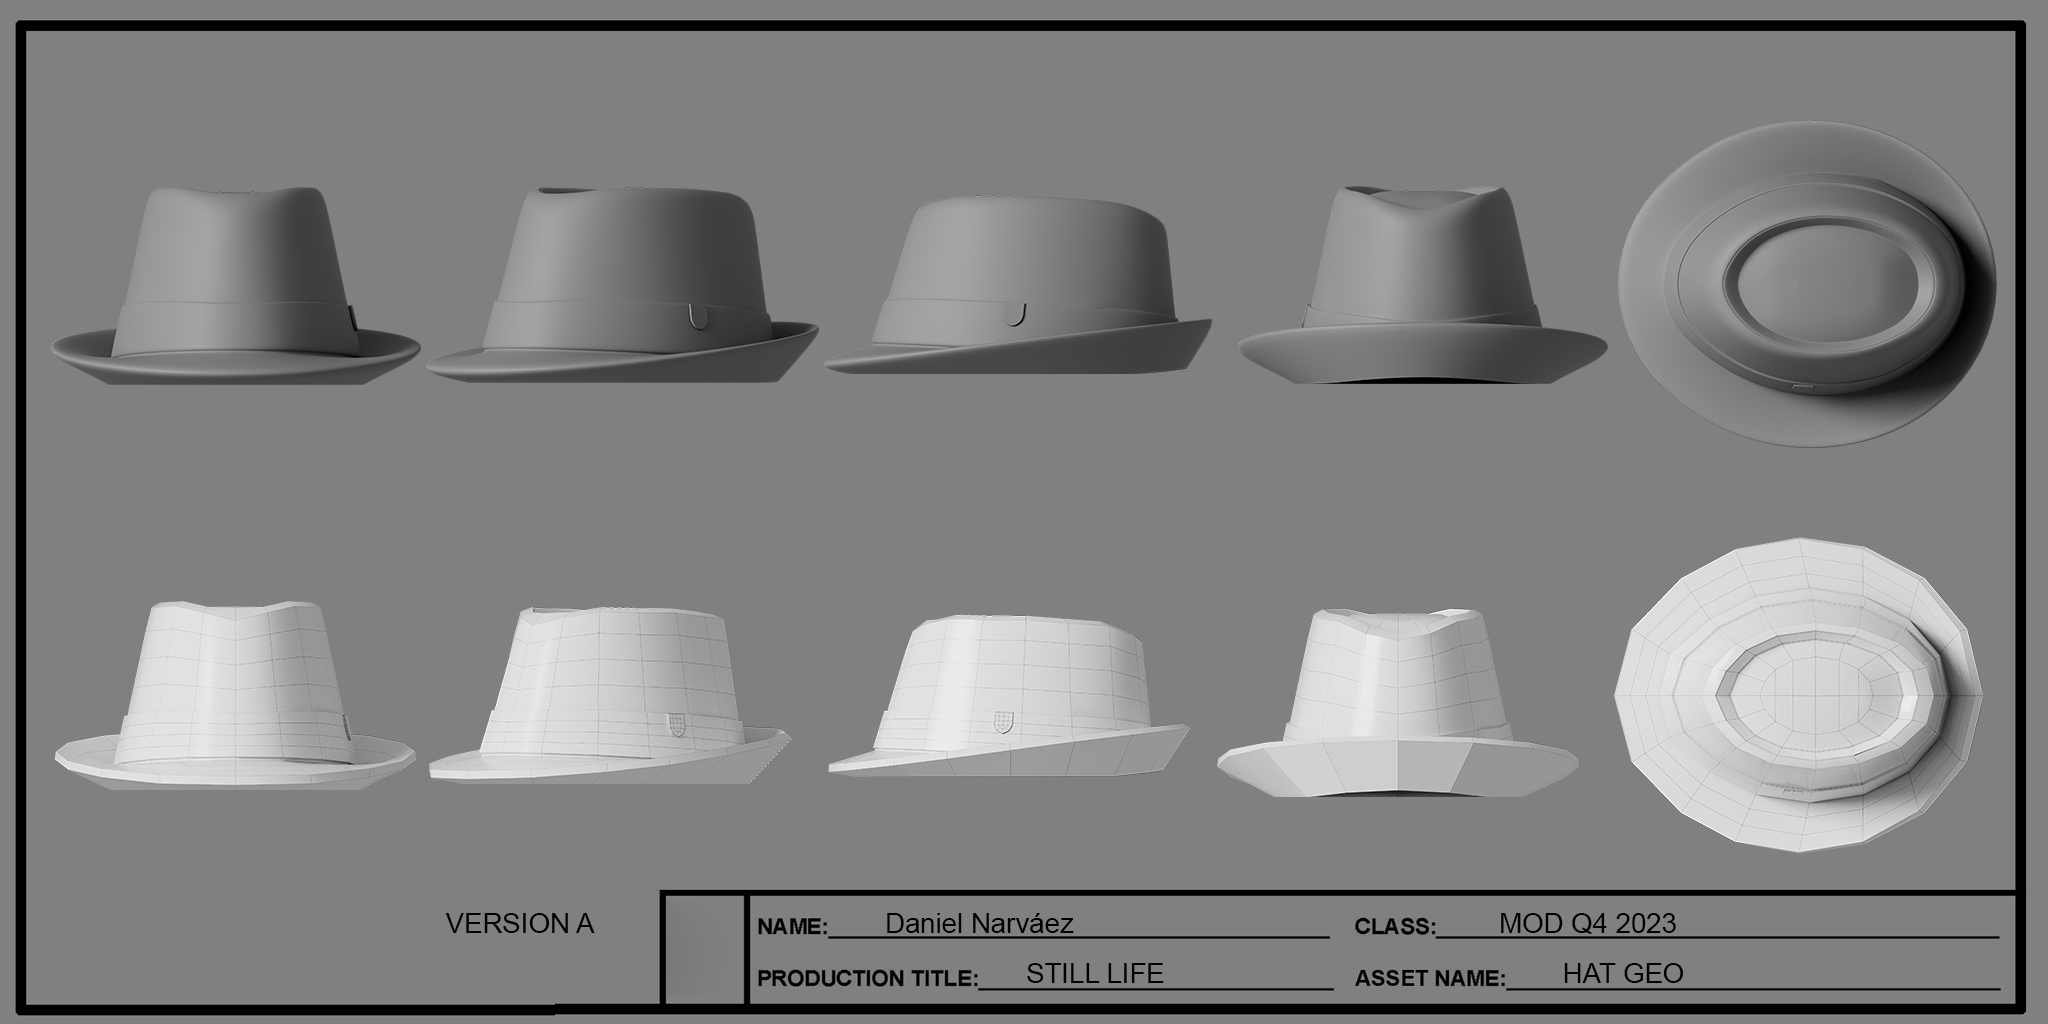 VERSION A
NAME: Daniel Narváez CLASS: MOD Q4 2023
PRODUCTION TITLE: STILL LIFE ASSET NAME: HAT GEO